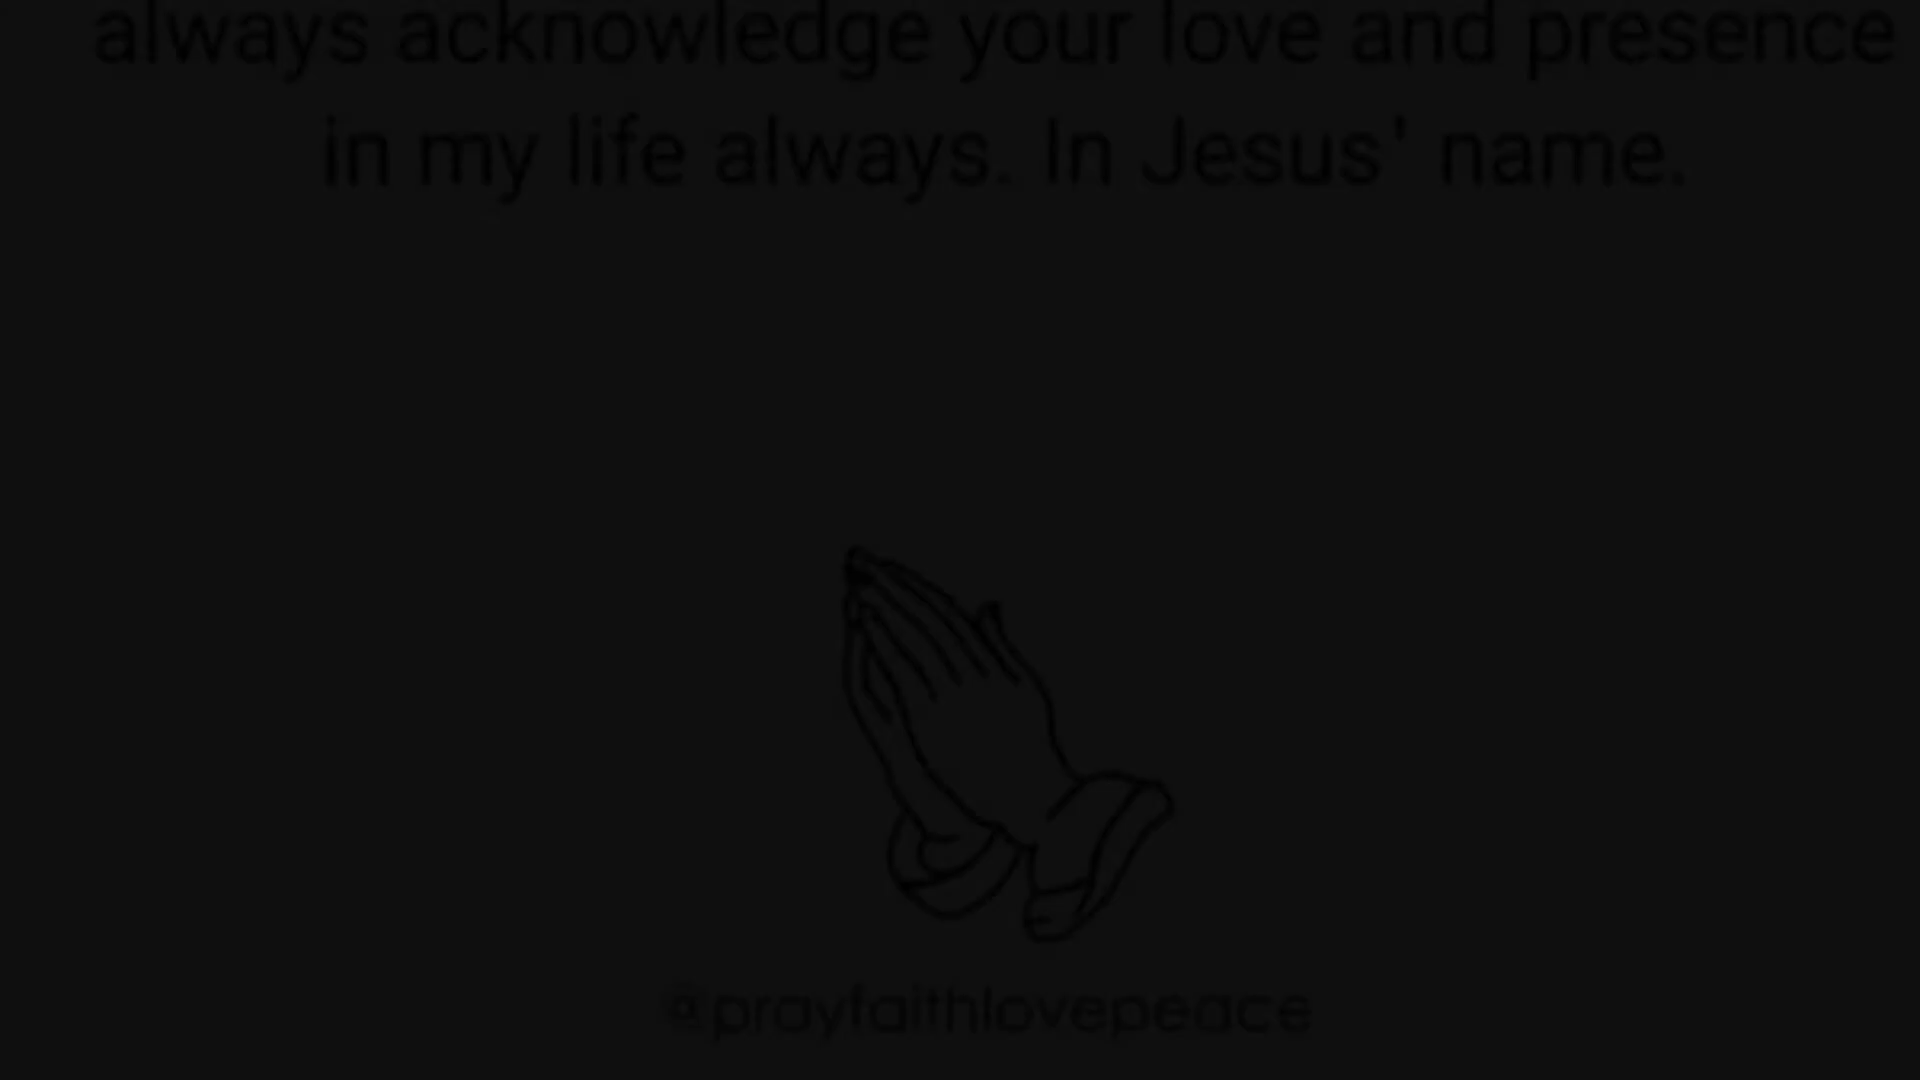 always acknowledge your love and presence
in my life always. In Jesus' name.
@prayfaithlovepeace